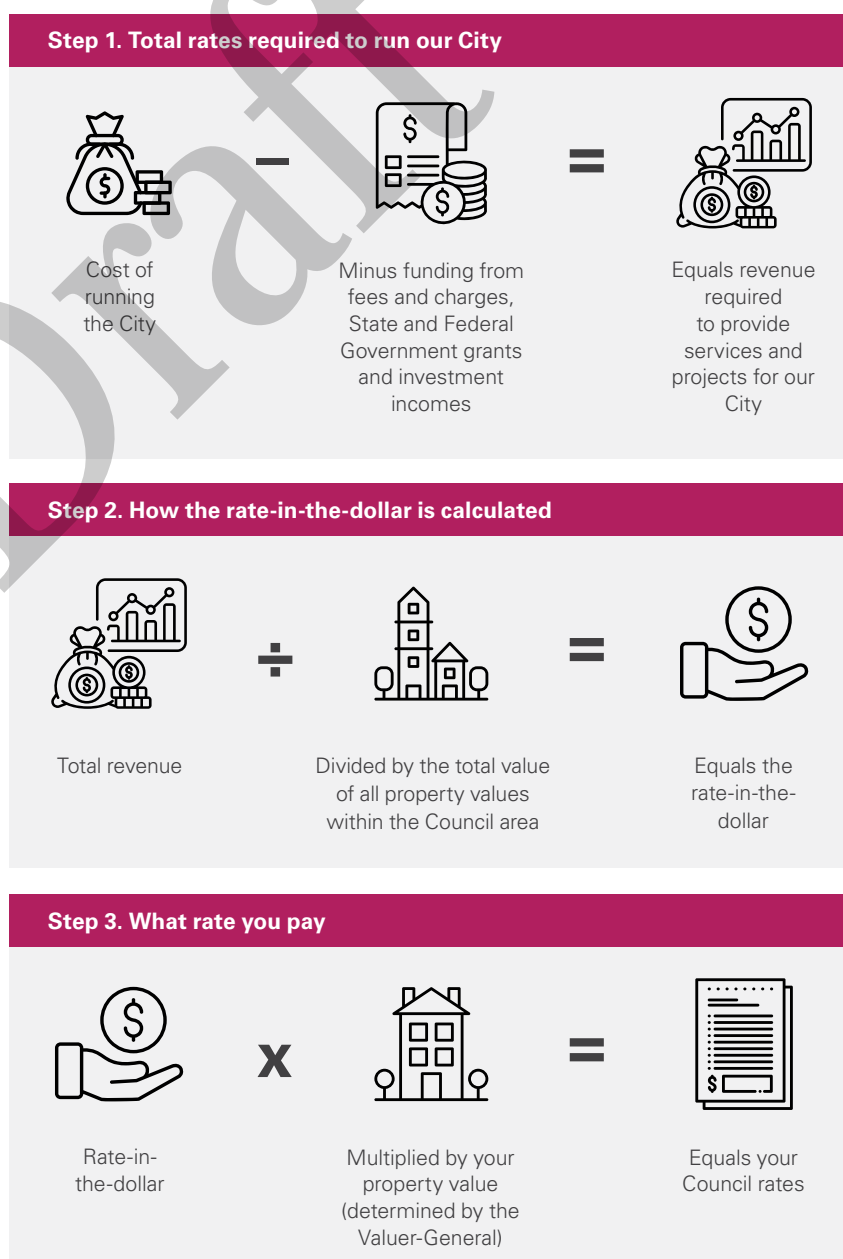 Draft
Step 1. Total rates required to run our City
Cost of
running
the City
Minus funding from
fees and charges,
State and Federal
Government grants
and investment
incomes
Equals revenue
required
to provide
services and
projects for our
City
Step 2. How the rate-in-the-dollar is calculated
Total revenue
Divided by the total value
of all property values
within the Council area
Equals the
rate-in-the-
dollar
Step 3. What rate you pay
Rate-in-
the-dollar
x
Multiplied by your
property value
(determined by the
Valuer-General)
Equals your
Council rates